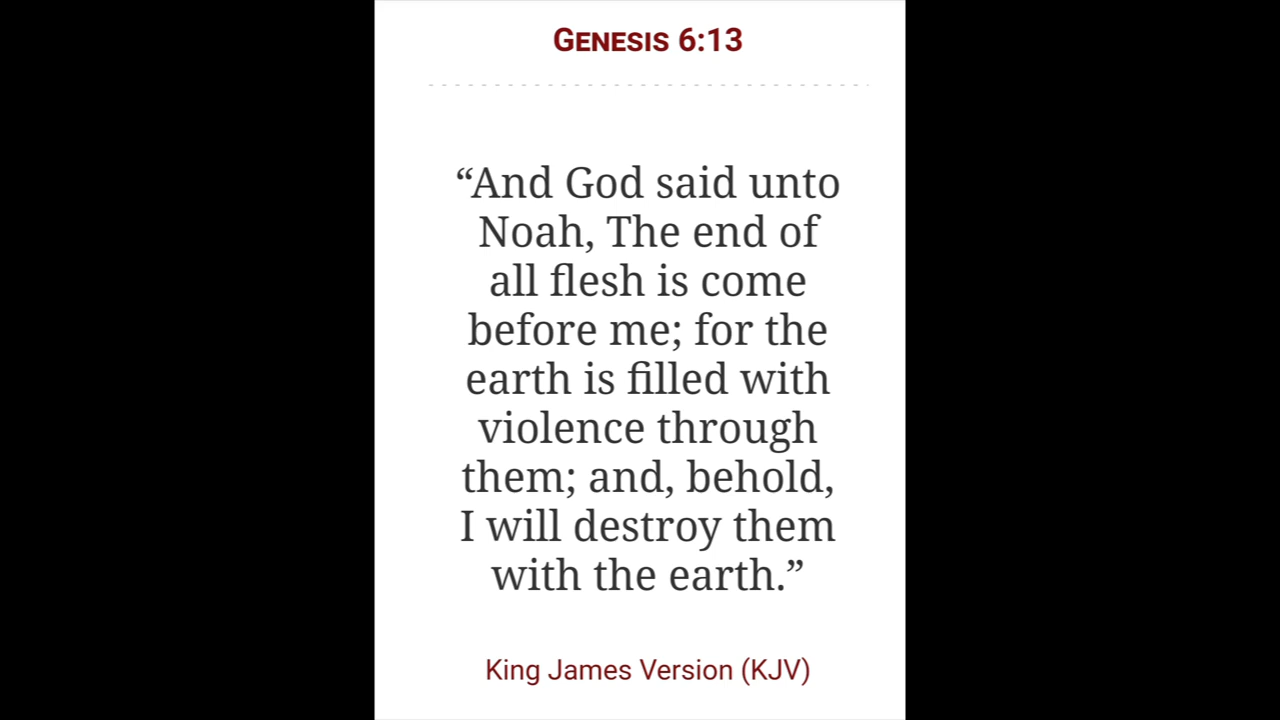 GENESIS 6:13
“And God said unto
Noah, The end of
all flesh is come
before me; for the
earth is filled with
violence through
them; and, behold,
I will destroy them
with the earth.”
King James Version (KJV)